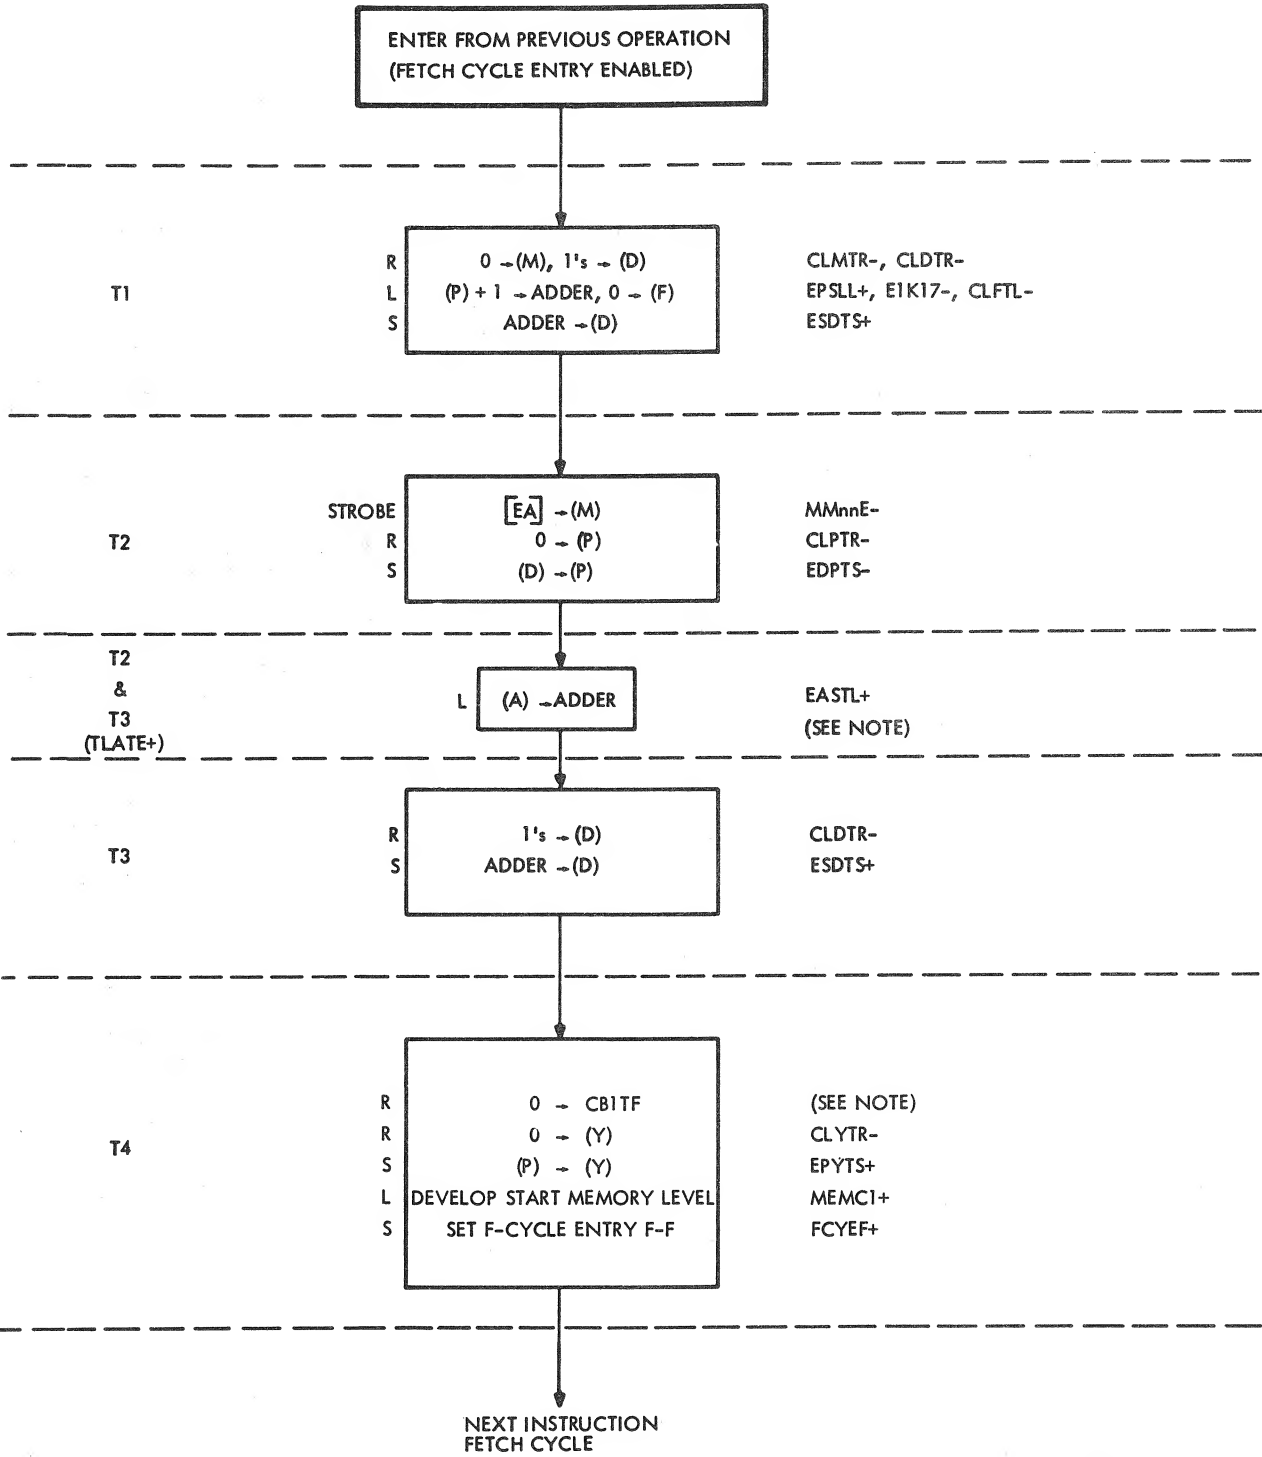 ENTER FROM PREVIOUS OPERATION
(FETCH CYCLE ENTRY ENABLED)
T1
R 0 → (M), 1's → (D) CLMTR-, CLDTR-
L (P) + 1 → ADDER, 0 → (F) EPSLL+, E1K17-, CLFTL-
S ADDER → (D) ESDTS+
T2
STROBE [EA] → (M) MMnnE-
R 0 → (P) CLPTR-
S (D) → (P) EDPTS-
T2
&
T3
(TLATE+)
L (A) → ADDER EASTL+
(SEE NOTE)
T3
R 1's → (D) CLDTR-
S ADDER → (D) ESDTS+
T4
R 0 → CBITF (SEE NOTE)
R 0 → (Y) CLYTR-
S (P) → (Y) EPYTS+
L DEVELOP START MEMORY LEVEL MEMC1+
S SET F-CYCLE ENTRY F-F FCYEF+
NEXT INSTRUCTION
FETCH CYCLE